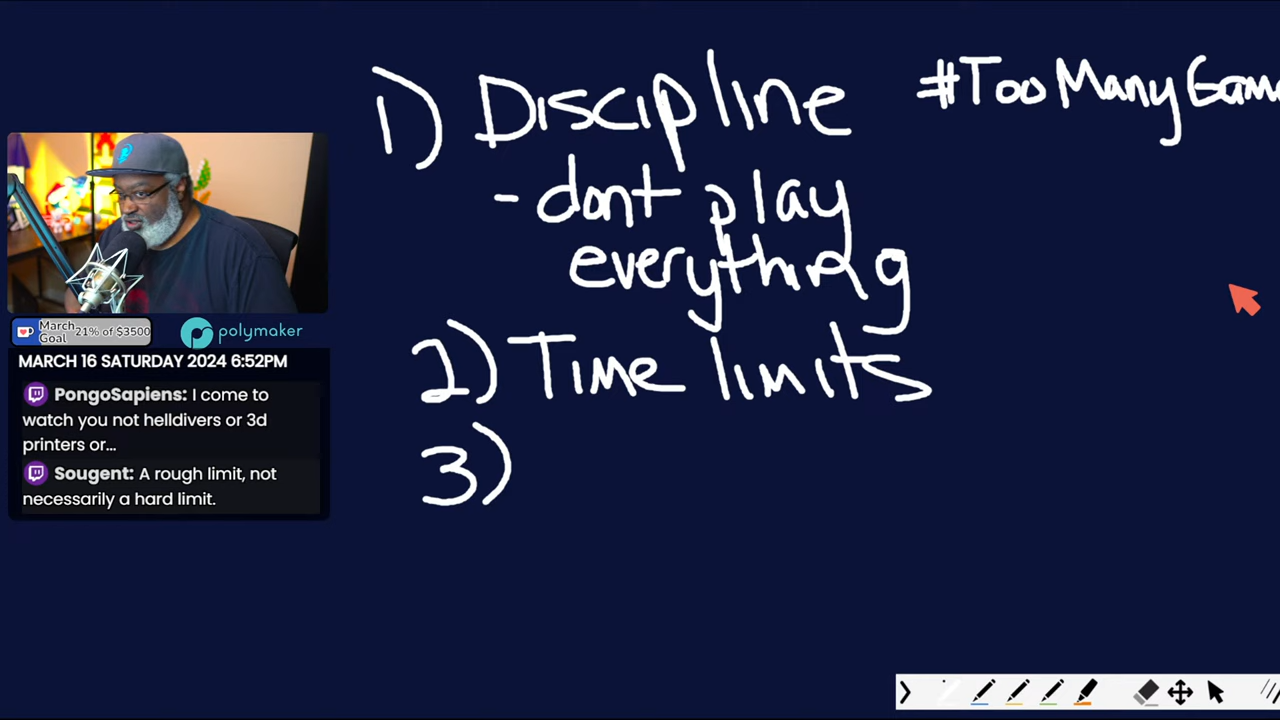 1) Discipline
#TooManyGam
- dont play
everything
2) Time limits
3)
March
Goal
21% of $3500
polymaker
MARCH 16 SATURDAY 2024 6:52PM
PongoSapiens: I come to
watch you not helldivers or 3d
printers or...
Sougent: A rough limit, not
necessarily a hard limit.